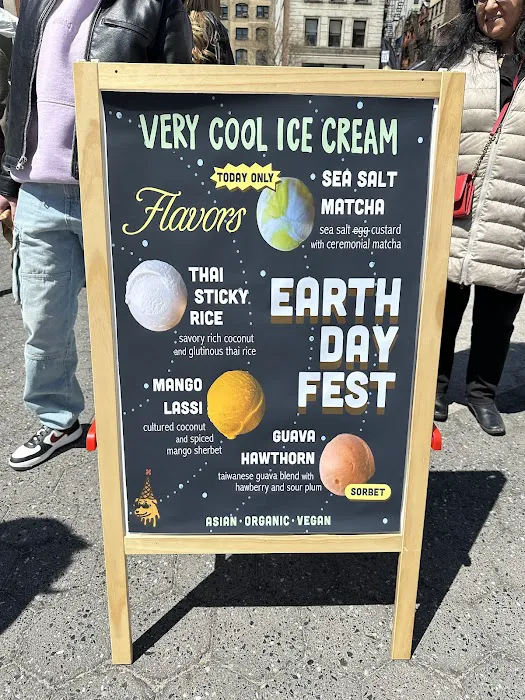 VERY COOL ICE CREAM
TODAY ONLY
Flavors
SEA SALT
MATCHA
sea salt egg custard
with ceremonial matcha
THAI
STICKY
RICE
savory rich coconut
and glutinous thai rice
EARTH
DAY
FEST
MANGO
LASSI
cultured coconut
and spiced
mango sherbet
GUAVA
HAWTHORN
taiwanese guava blend with
hawberry and sour plum
SORBET
ASIAN · ORGANIC · VEGAN